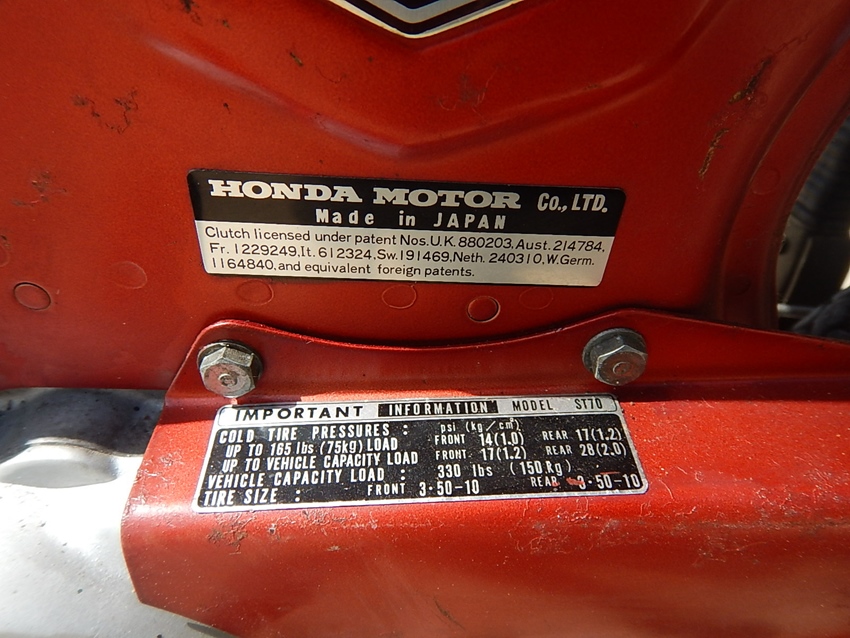 HONDA MOTOR Co., LTD.
Made in JAPAN
Clutch licensed under patent Nos. U.K. 880203, Aust. 214784,
Fr. 1229249, It. 612324, Sw. 191469, Neth. 240310, W. Germ.
1164840, and equivalent foreign patents.
IMPORTANT INFORMATION MODEL ST70
COLD TIRE PRESSURES : psi (kg/cm²)
UP TO 165 lbs (75kg) LOAD FRONT 14(1.0) REAR 17(1.2)
UP TO VEHICLE CAPACITY LOAD FRONT 17(1.2) REAR 28(2.0)
VEHICLE CAPACITY LOAD : 330 lbs (150kg)
TIRE SIZE : FRONT 3·50-10 REAR 3·50-10